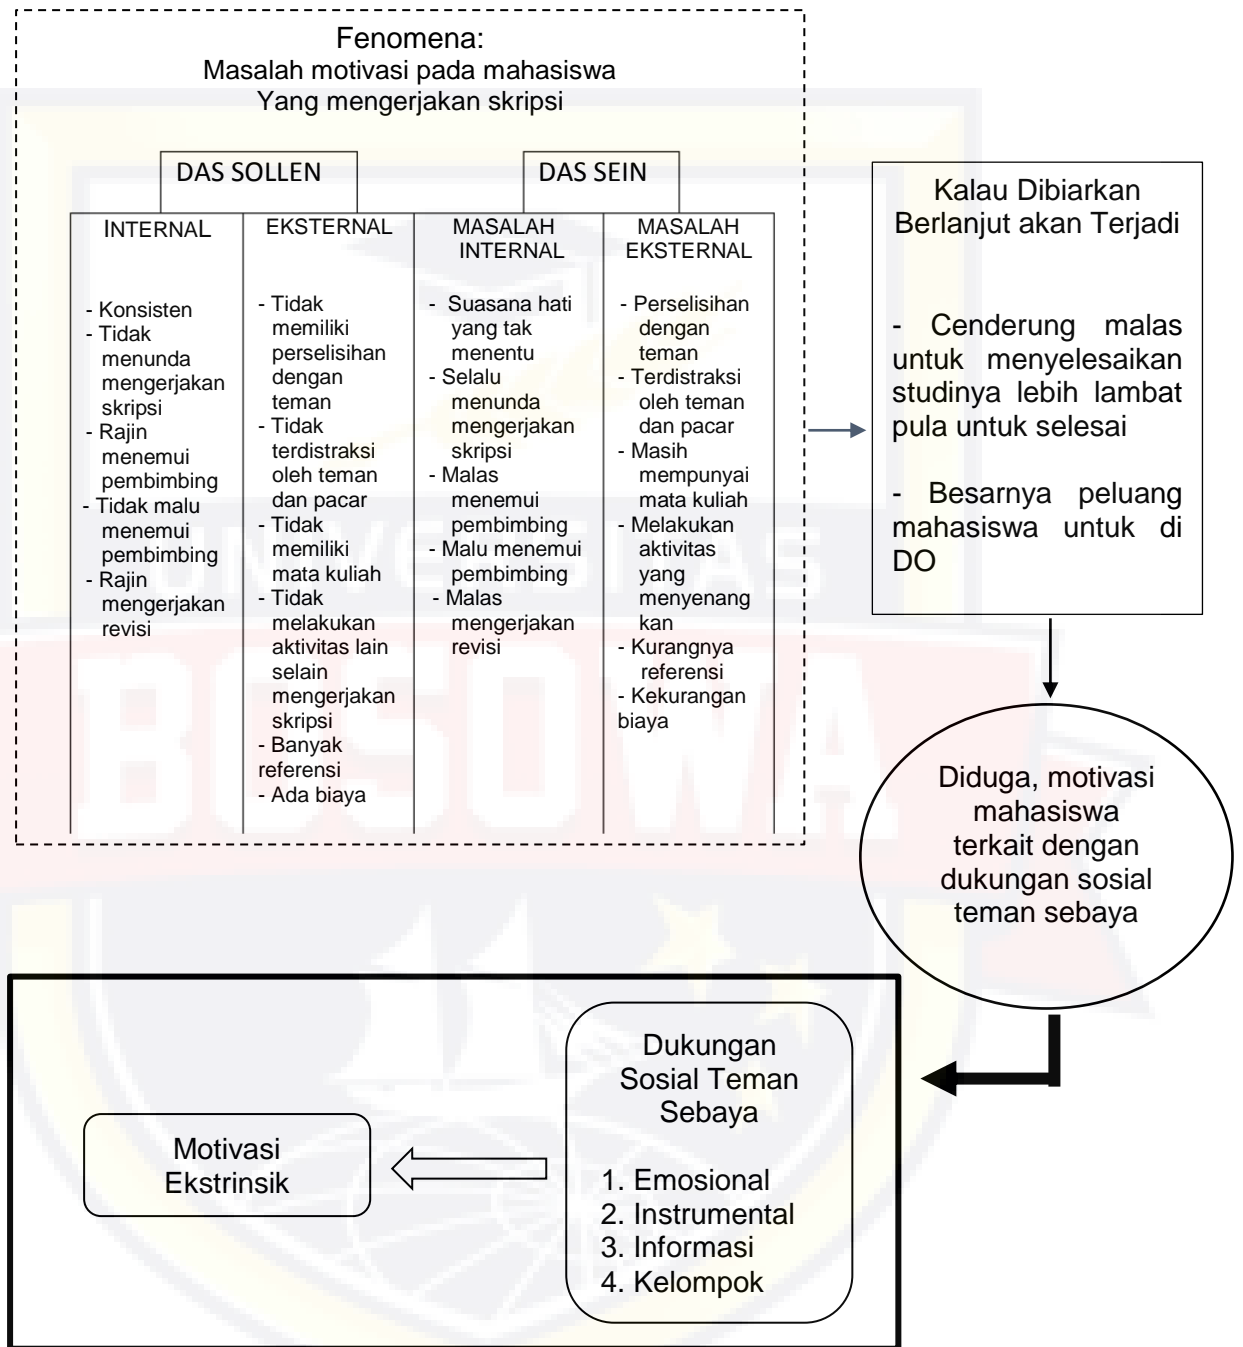 Fenomena:
Masalah motivasi pada mahasiswa
Yang mengerjakan skripsi
DAS SOLLEN
DAS SEIN
INTERNAL
- Konsisten
- Tidak
menunda
mengerjakan
skripsi
- Rajin
menemui
pembimbing
- Tidak malu
menemui
pembimbing
- Rajin
mengerjakan
revisi
EKSTERNAL
- Tidak
memiliki
perselisihan
dengan
teman
- Tidak
terdistraksi
oleh teman
dan pacar
- Tidak
memiliki
mata kuliah
- Tidak
melakukan
aktivitas lain
selain
mengerjakan
skripsi
- Banyak
referensi
- Ada biaya
MASALAH
INTERNAL
- Suasana hati
yang tak
menentu
- Selalu
menunda
mengerjakan
skripsi
- Malas
menemui
pembimbing
- Malu menemui
pembimbing
- Malas
mengerjakan
revisi
MASALAH
EKSTERNAL
- Perselisihan
dengan
teman
- Terdistraksi
oleh teman
dan pacar
- Masih
mempunyai
mata kuliah
- Melakukan
aktivitas
yang
menyenang
kan
- Kurangnya
referensi
- Kekurangan
biaya
Kalau Dibiarkan
Berlanjut akan Terjadi
- Cenderung malas
untuk menyelesaikan
studinya lebih lambat
pula untuk selesai
- Besarnya peluang
mahasiswa untuk di
DO
Diduga, motivasi
mahasiswa
terkait dengan
dukungan sosial
teman sebaya
Dukungan
Sosial Teman
Sebaya
1. Emosional
2. Instrumental
3. Informasi
4. Kelompok
Motivasi
Ekstrinsik
UNIVERSITAS
BOSOWA